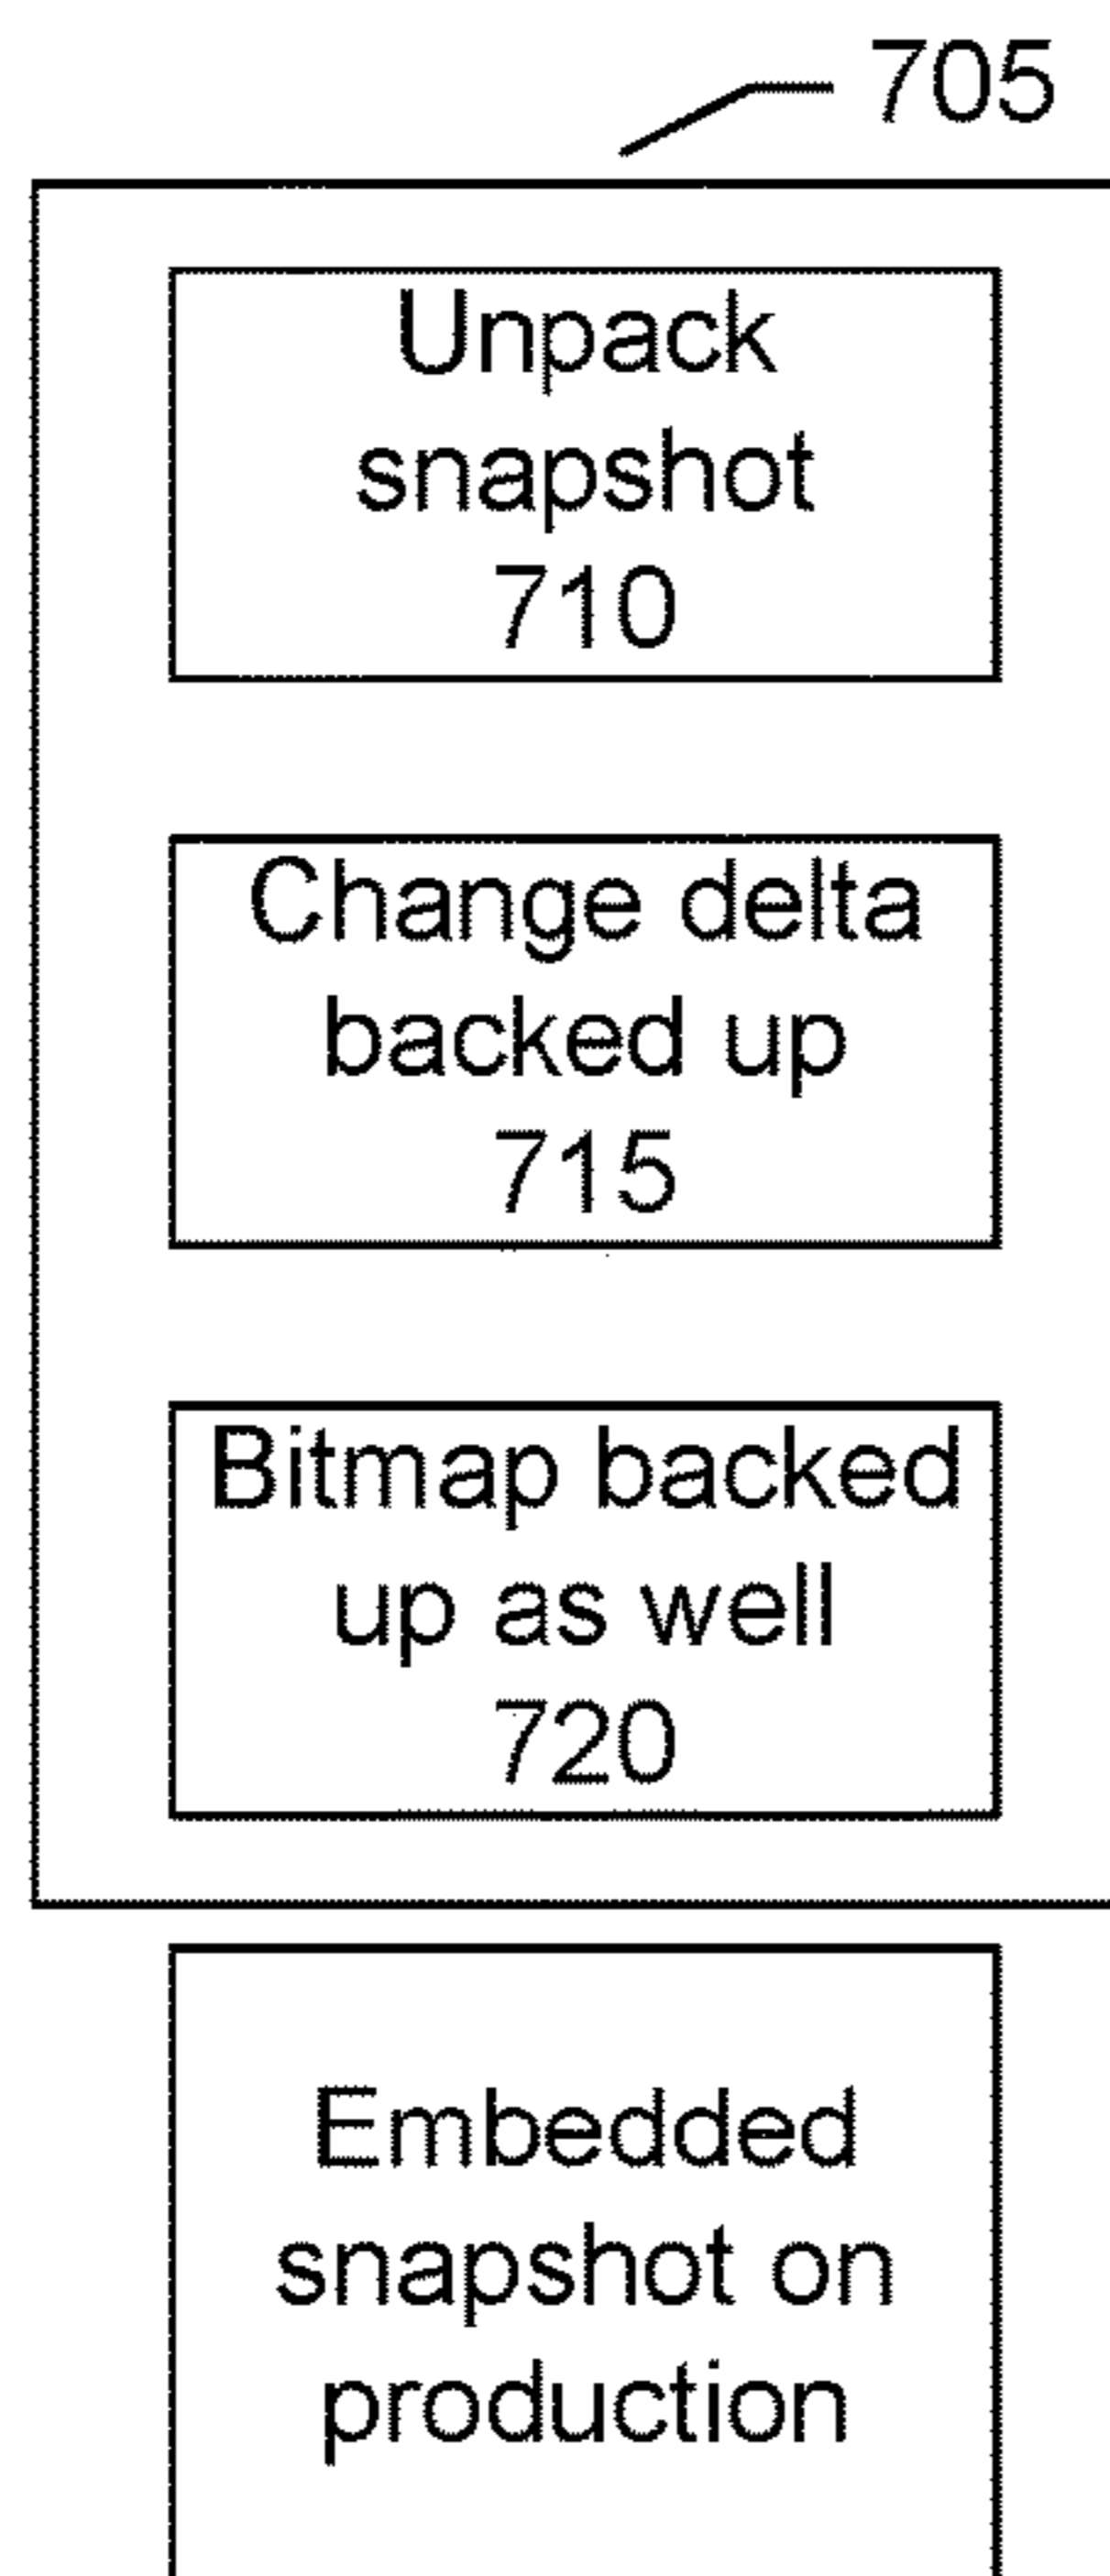 705
Unpack
snapshot
710
Change delta
backed up
715
Bitmap backed
up as well
720
Embedded
snapshot on
production